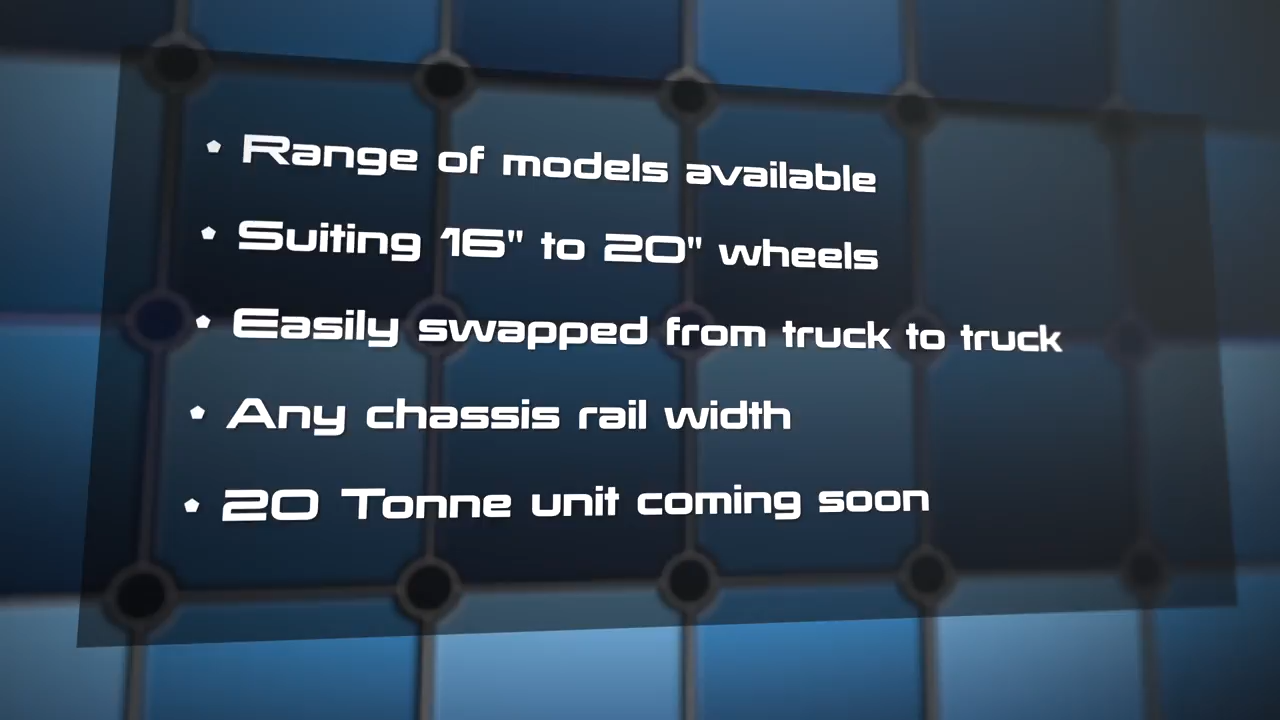 • Range of models available
• Suiting 16" to 20" wheels
• Easily swapped from truck to truck
• Any chassis rail width
• 20 Tonne unit coming soon